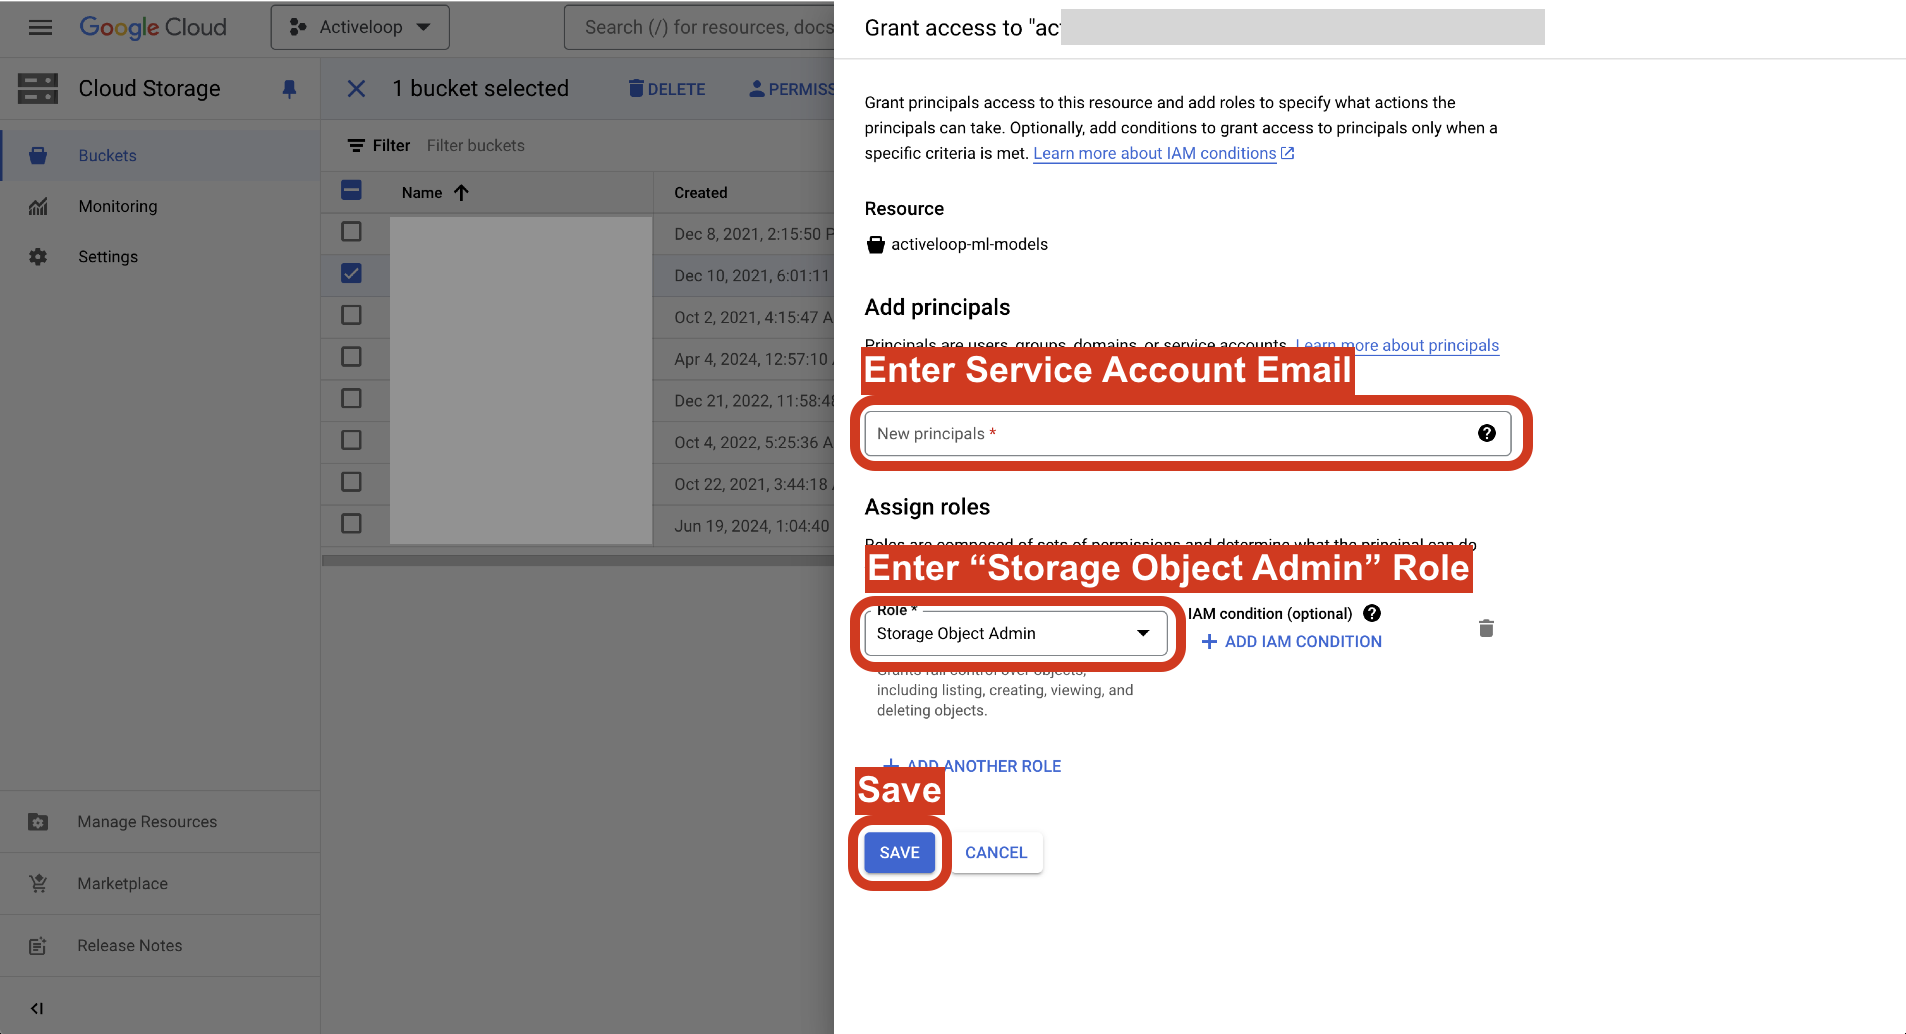 Google Cloud
Activeloop
Search (/) for resources, docs
Cloud Storage
1 bucket selected
DELETE
PERMISS
Buckets
Monitoring
Settings
Filter
Filter buckets
Name
Created
Dec 8, 2021, 2:15:50 P
Dec 10, 2021, 6:01:11
Oct 2, 2021, 4:15:47 A
Apr 4, 2024, 12:57:10
Dec 21, 2022, 11:58:48
Oct 4, 2022, 5:25:36 A
Oct 22, 2021, 3:44:18
Jun 19, 2024, 1:04:40
Manage Resources
Marketplace
Release Notes
Grant access to "ac
Grant principals access to this resource and add roles to specify what actions the
principals can take. Optionally, add conditions to grant access to principals only when a
specific criteria is met. Learn more about IAM conditions
Resource
activeloop-ml-models
Add principals
Principals are users, groups, domains, or service accounts. Learn more about principals
Enter Service Account Email
New principals *
Assign roles
Roles are composed of sets of permissions and determine what the principal can do
Enter “Storage Object Admin” Role
Role *
Storage Object Admin
IAM condition (optional)
ADD IAM CONDITION
Grants full control over objects,
including listing, creating, viewing, and
deleting objects.
ADD ANOTHER ROLE
Save
SAVE
CANCEL